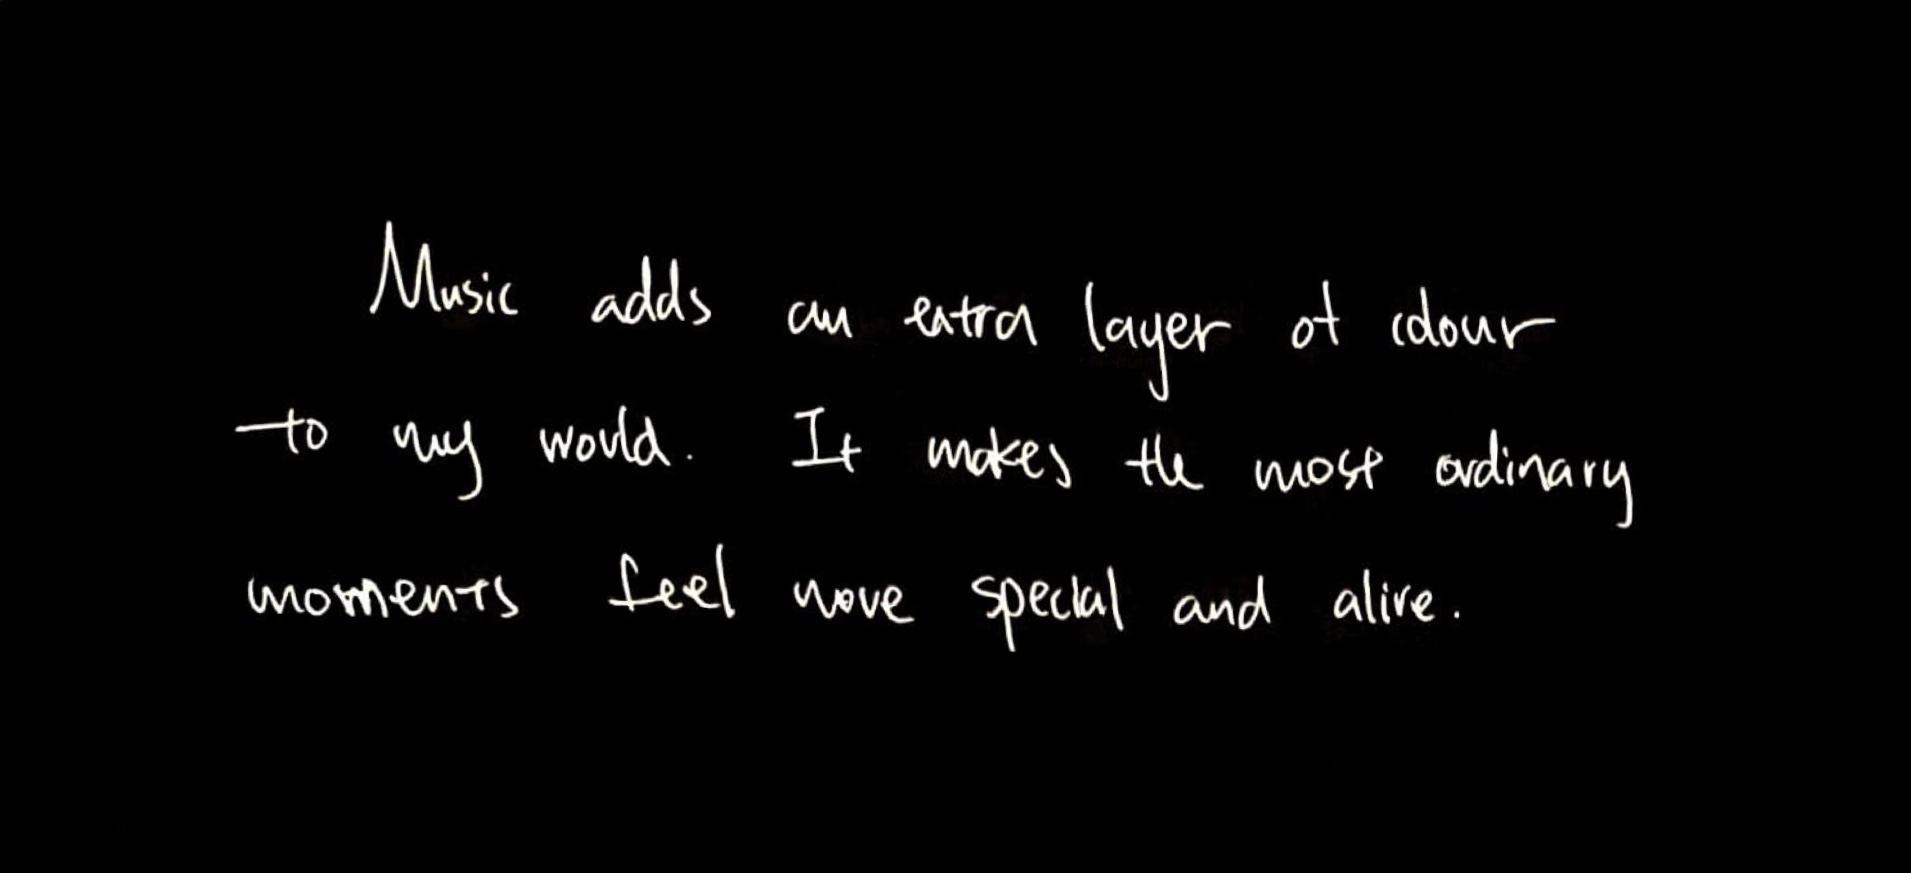 Music adds an extra layer of colour
to my world. It makes the most ordinary
moments feel more special and alive.